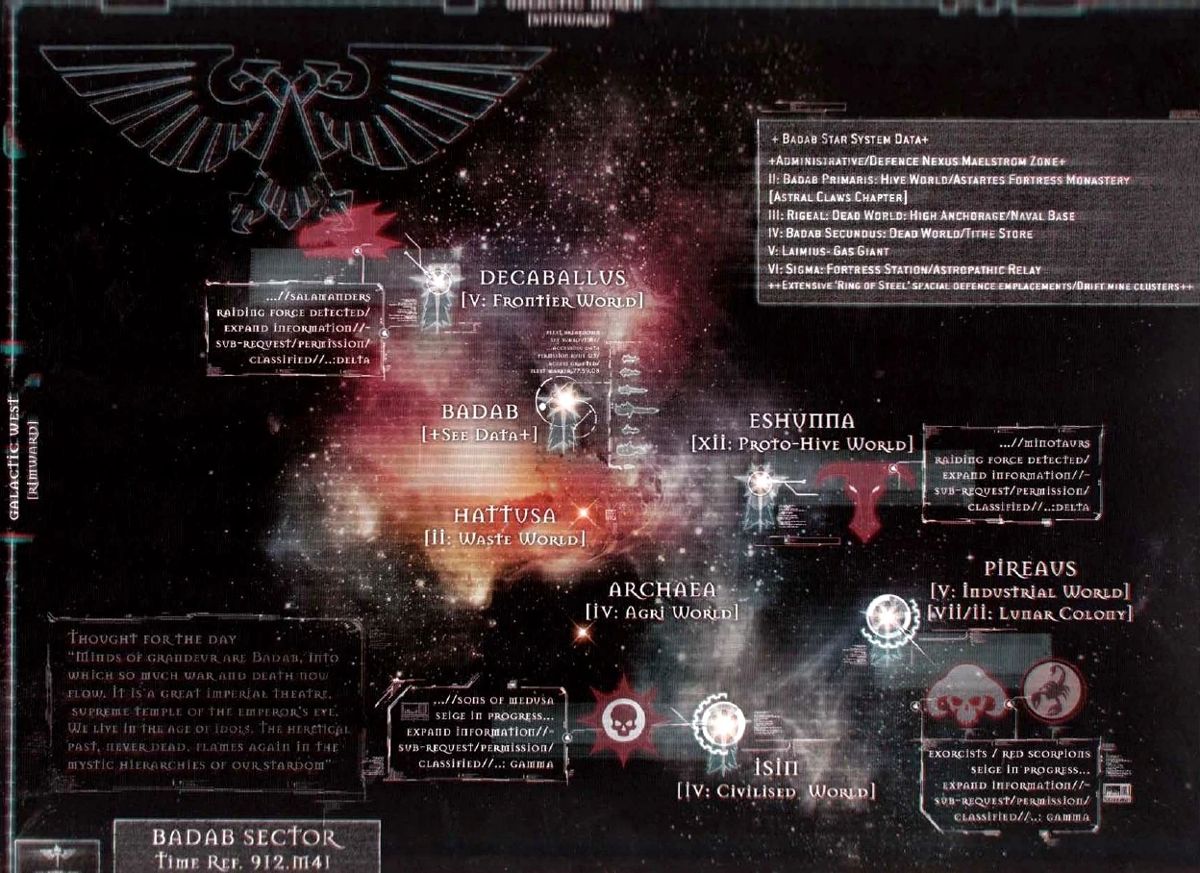 [Spinward]
+ Badab Star System Data+
+Administrative/Defence Nexus Maelstrom Zone+
II: Badab Primaris: Hive World/Astartes Fortress Monastery
[Astral Claws Chapter]
III: Rigeal: Dead World: High Anchorage/Naval Base
IV: Badab Secundus: Dead World/Tithe Store
V: Laimius- Gas Giant
VI: Sigma: Fortress Station/Astropathic Relay
++Extensive 'Ring of Steel' spacial defence emplacements/Drift mine clusters++
DECABALLUS
[V: Frontier World]
...//SALAMANDERS
RAIDING FORCE DETECTED/
EXPAND INFORMATION//-
SUB-REQUEST/PERMISSION/
CLASSIFIED//..:DELTA
BADAB
[+See Data+]
ESHUNNA
[XII: Proto-Hive World]
...//MINOTAURS
RAIDING FORCE DETECTED/
EXPAND INFORMATION//-
SUB-REQUEST/PERMISSION/
CLASSIFIED//..:DELTA
GALACTIC WEST
[RIMWARD]
HATTUSA
[II: Waste World]
ARCHAEA
[IV: Agri World]
PIREAUS
[V: Industrial World]
[VII/II: Lunar Colony]
Thought for the day
"Minds of grandeur are Badab, into
which so much war and death now
flow. It is a great Imperial theatre,
supreme temple of the Emperor's eye.
We live in the age of idols. The heretical
past, never dead, flames again in the
mystic hierarchies of our stardom"
...//SONS OF MEDUSA
SEIGE IN PROGRESS...
EXPAND INFORMATION//-
SUB-REQUEST/PERMISSION/
CLASSIFIED//..: GAMMA
ISIN
[IV: Civilised World]
EXORCISTS / RED SCORPIONS
SEIGE IN PROGRESS...
EXPAND INFORMATION//-
SUB-REQUEST/PERMISSION/
CLASSIFIED//..: GAMMA
BADAB SECTOR
Time Ref. 912.M41